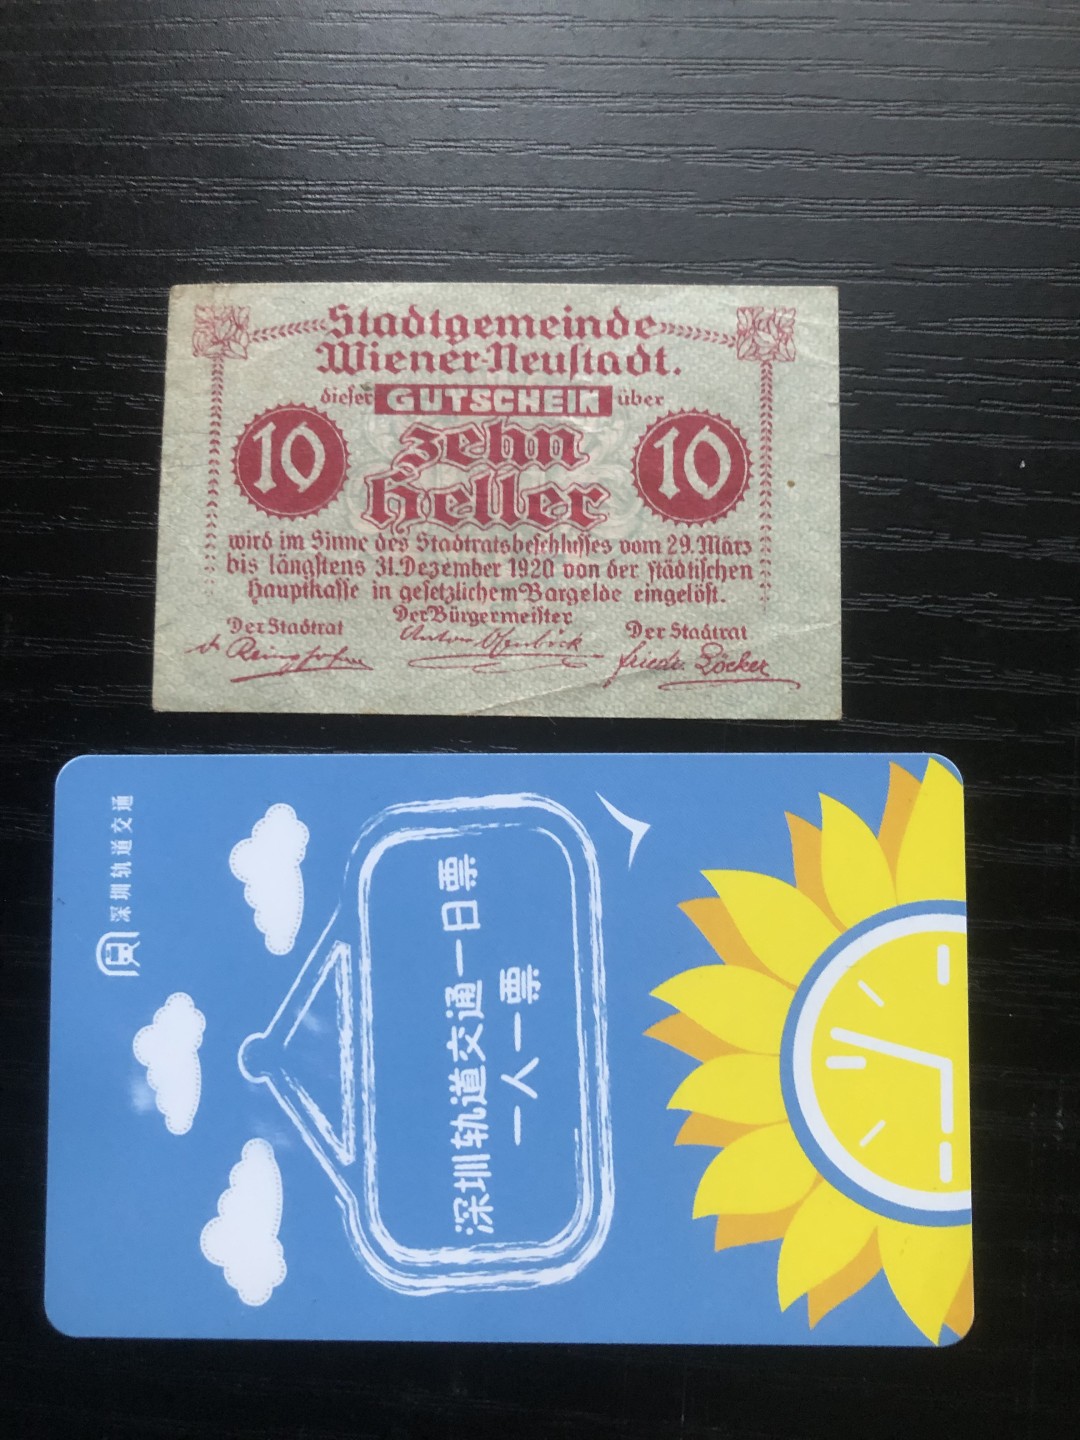 Stadtgemeinde
Wiener-Neustadt.
dieser GUTSCHEIN über
10 zehn 10
Heller
wird im Sinne des Stadtratsbeschlusses vom 29. März
bis längstens 31. Dezember 1920 von der städtischen
Hauptkasse in gesetzlichem Bargelde eingelöst.
Der Bürgermeister
Der Stadtrat Der Stadtrat
深圳轨道交通
深圳轨道交通一日票
一人一票